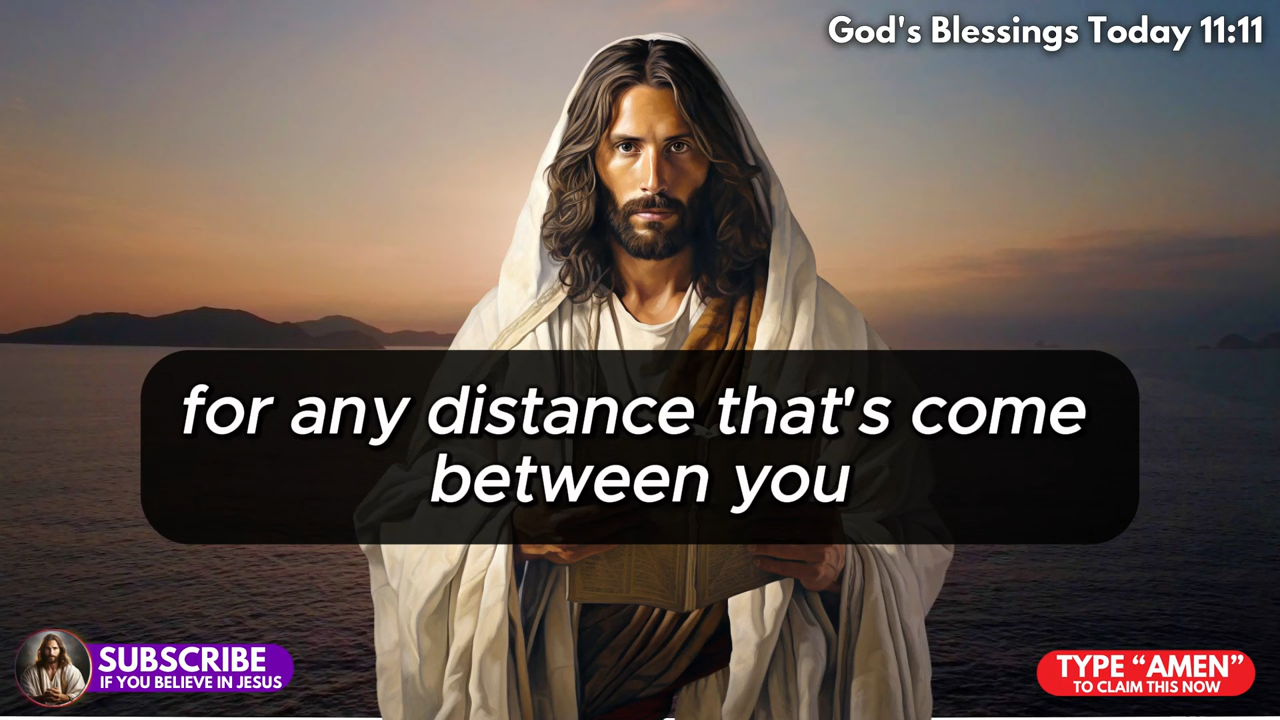 God's Blessings Today 11:11
for any distance that's come
between you
SUBSCRIBE
IF YOU BELIEVE IN JESUS
TYPE “AMEN”
TO CLAIM THIS NOW